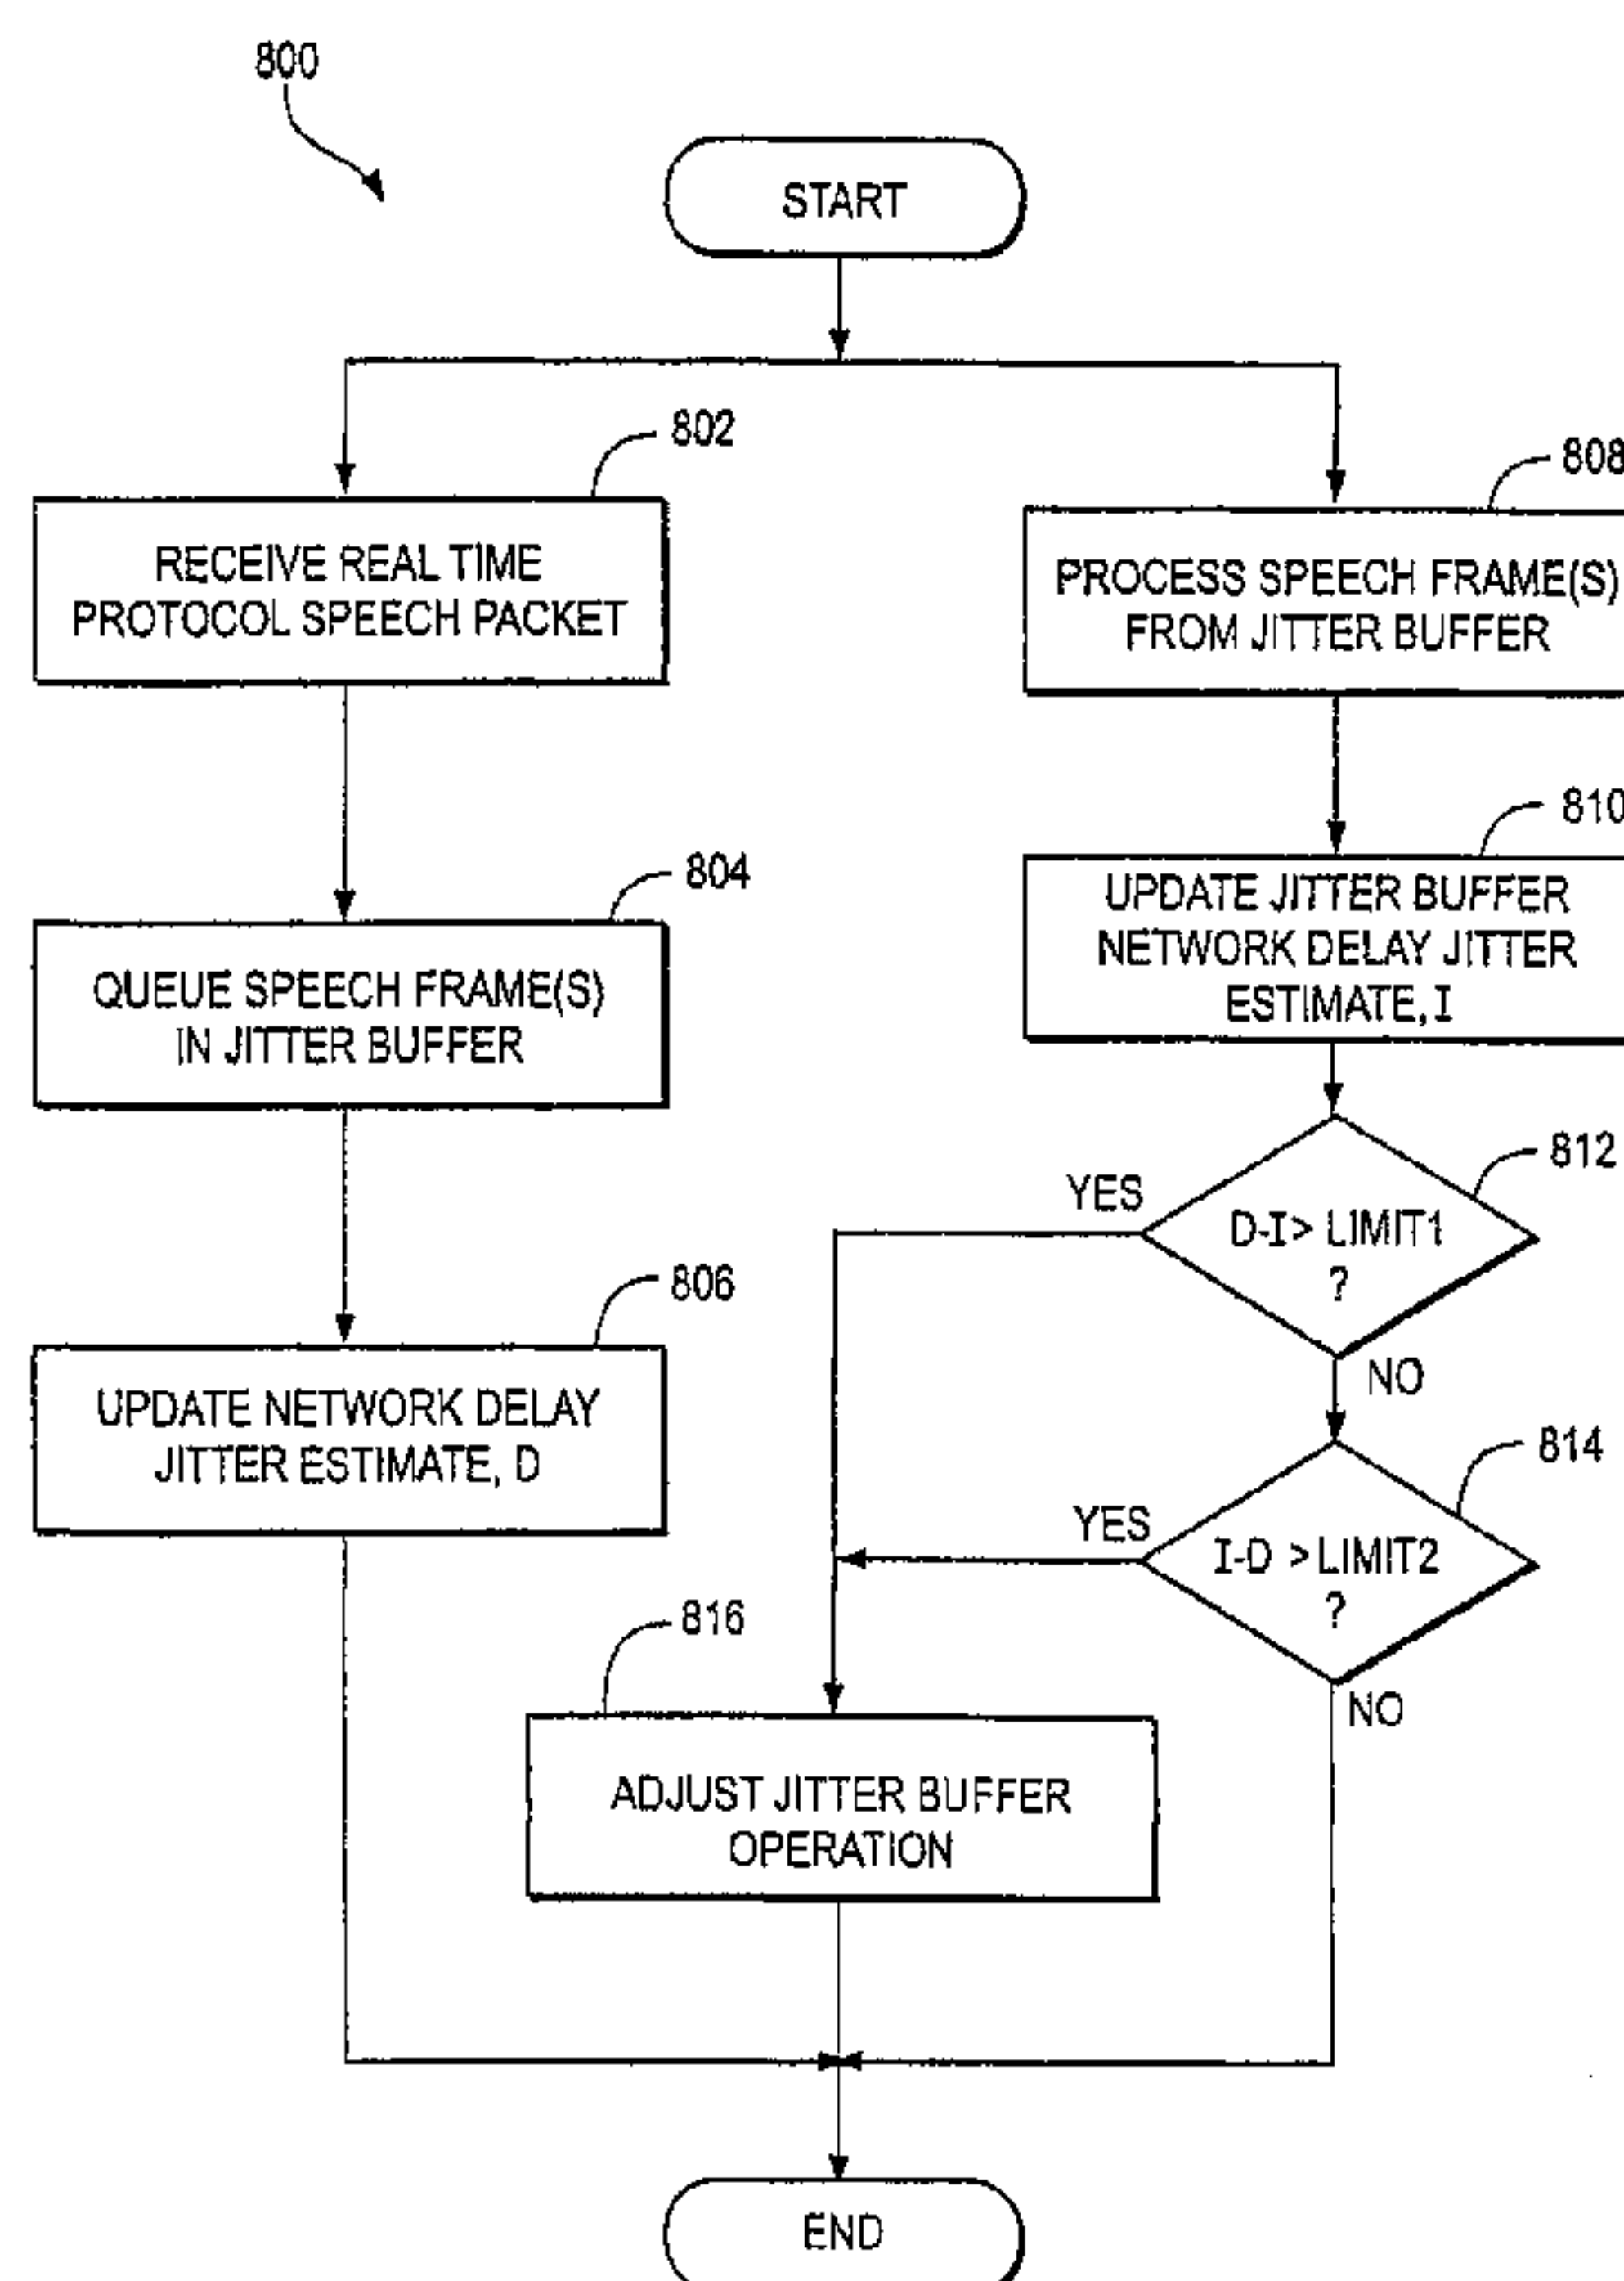 800
START
802
RECEIVE REAL TIME
PROTOCOL SPEECH PACKET
808
PROCESS SPEECH FRAME(S)
FROM JITTER BUFFER
804
QUEUE SPEECH FRAME(S)
IN JITTER BUFFER
810
UPDATE JITTER BUFFER
NETWORK DELAY JITTER
ESTIMATE, I
806
UPDATE NETWORK DELAY
JITTER ESTIMATE, D
812
YES
D-I> LIMIT1
?
NO
814
YES
I-D >LIMIT2
?
NO
816
ADJUST JITTER BUFFER
OPERATION
END